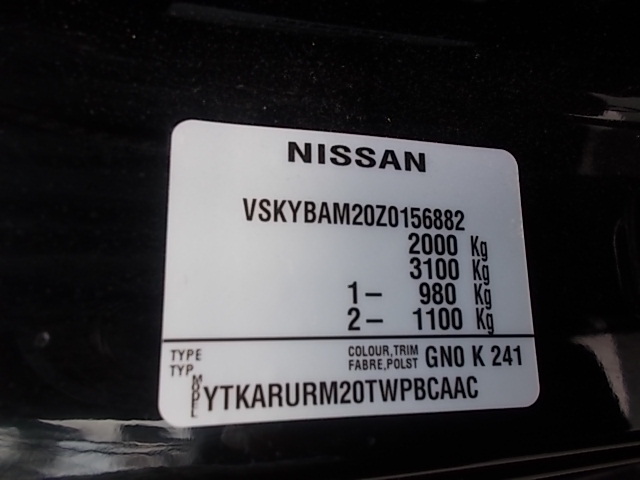 NISSAN
VSKYBAM20Z0156882
2000 Kg
3100 Kg
1- 980 Kg
2- 1100 Kg
TYPE COLOUR,TRIM GN0 K 241
TYP FABRE,POLST
MODEL YTKARURM20TWPBCAAC